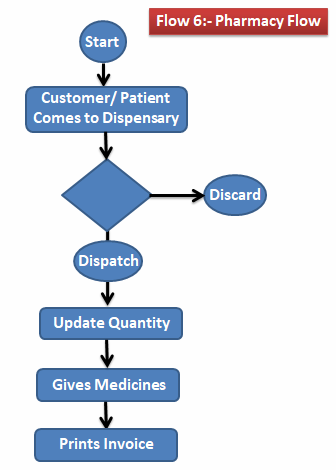 Flow 6:- Pharmacy Flow
Start
Customer/ Patient
Comes to Dispensary
Discard
Dispatch
Update Quantity
Gives Medicines
Prints Invoice